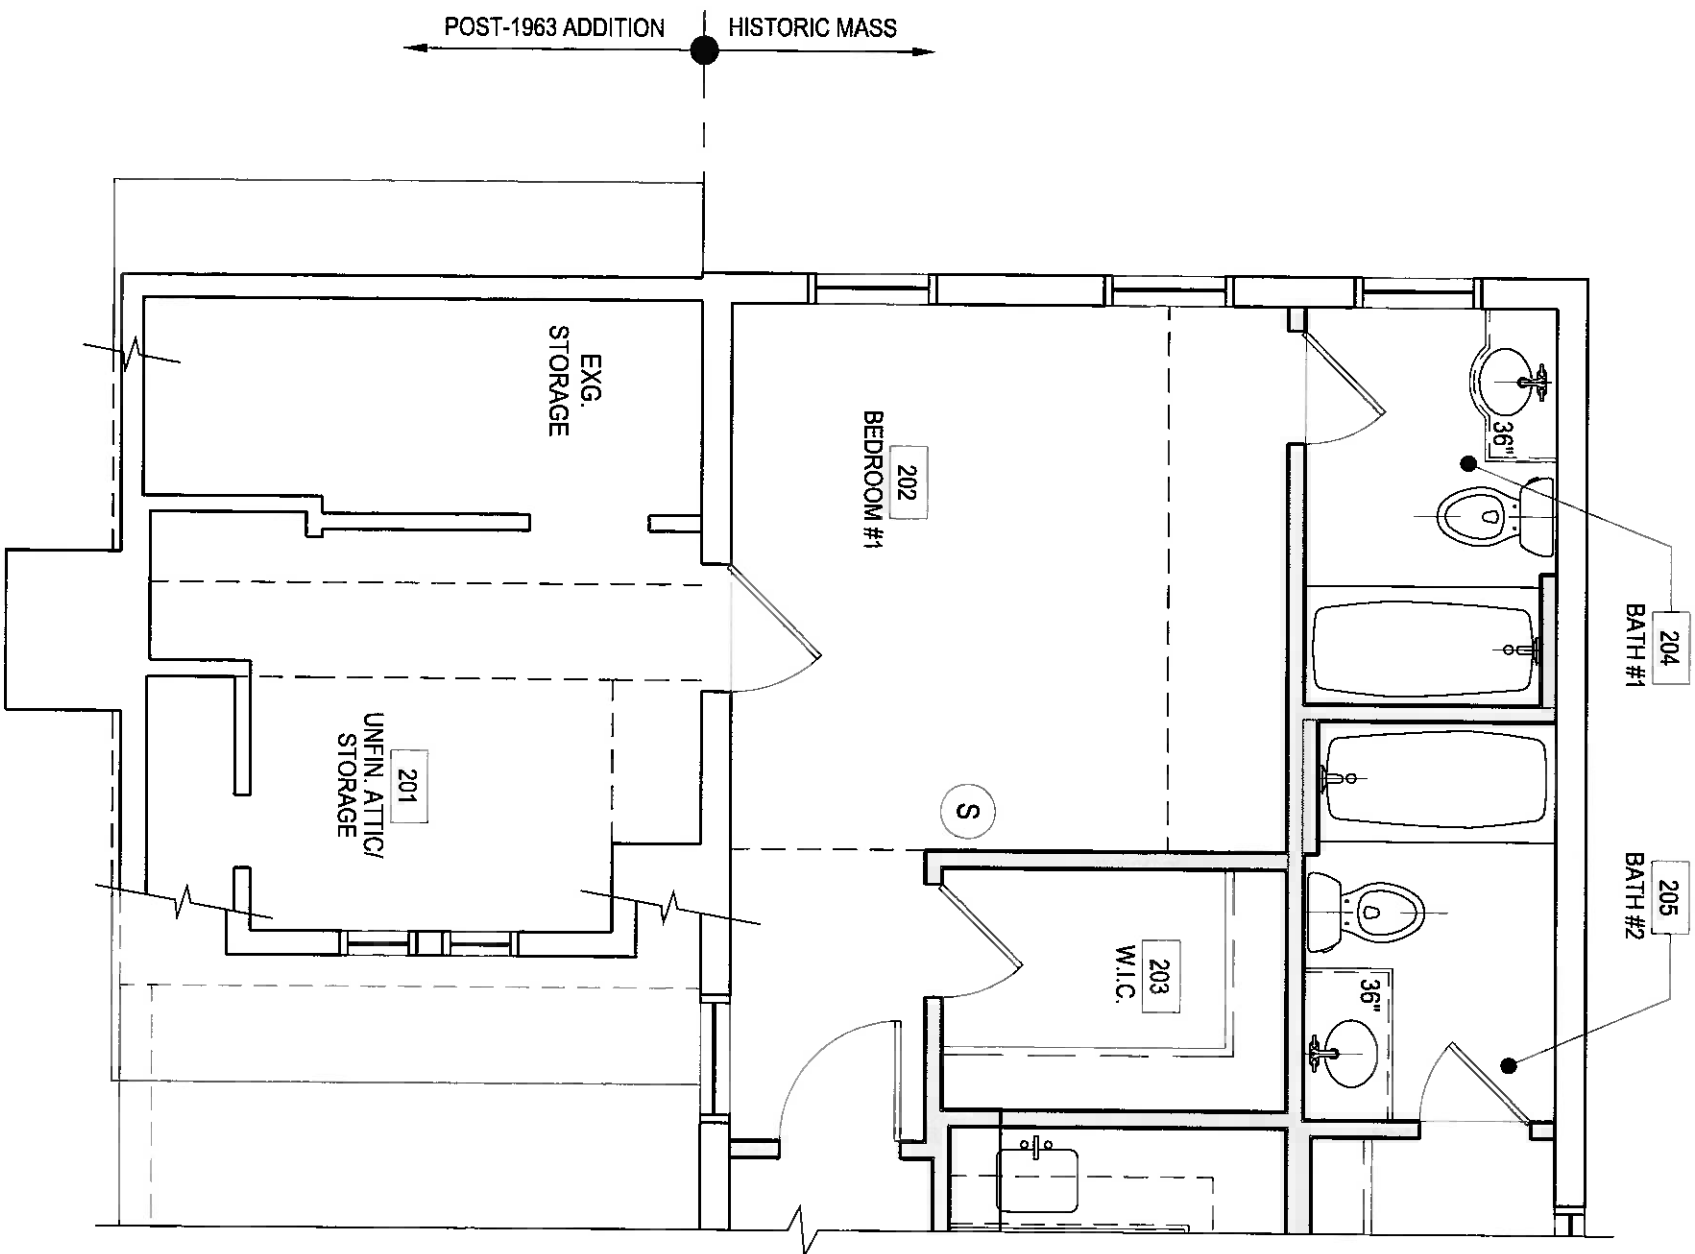 POST-1963 ADDITION
HISTORIC MASS
EXG.
STORAGE
202
BEDROOM #1
36"
204
BATH #1
201
UNFIN. ATTIC/
STORAGE
S
203
W.I.C.
36"
205
BATH #2